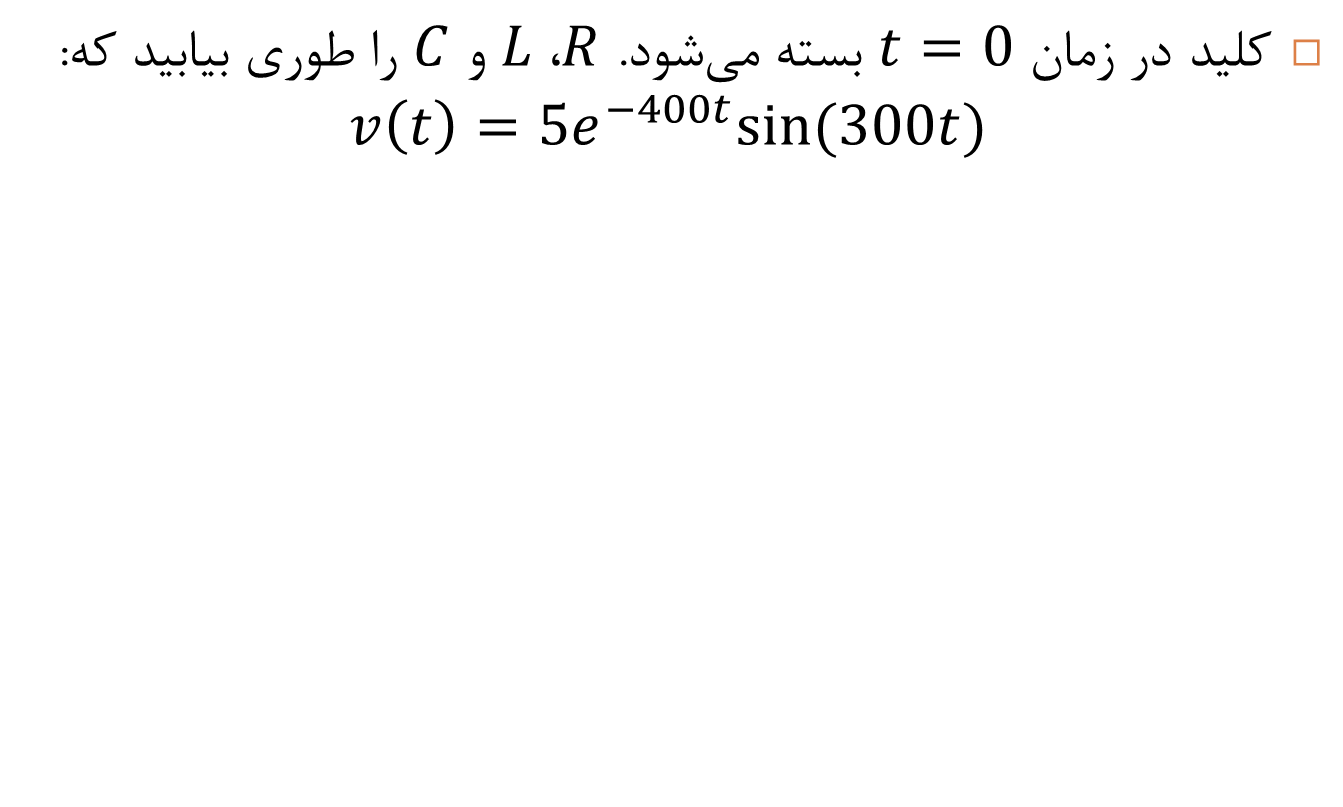 کلید در زمان t = 0 بسته می‌شود. R، L و C را طوری بیابید که:
v(t) = 5e^{−400t} sin(300t)